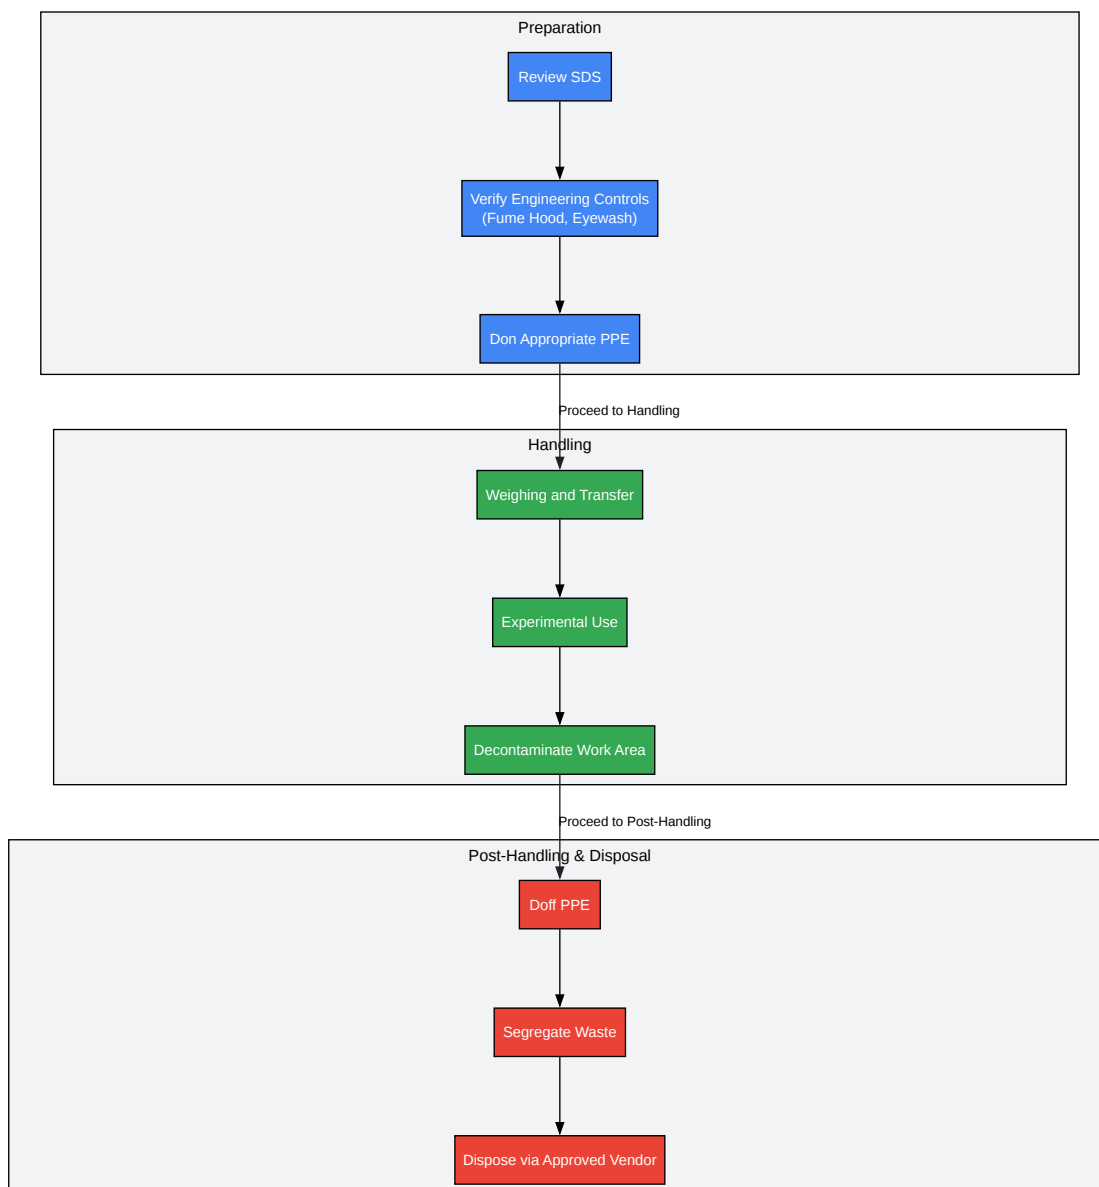 Preparation
Review SDS
Verify Engineering Controls
(Fume Hood, Eyewash)
Don Appropriate PPE
Proceed to Handling
Handling
Weighing and Transfer
Experimental Use
Decontaminate Work Area
Proceed to Post-Handling
Post-Handling & Disposal
Doff PPE
Segregate Waste
Dispose via Approved Vendor